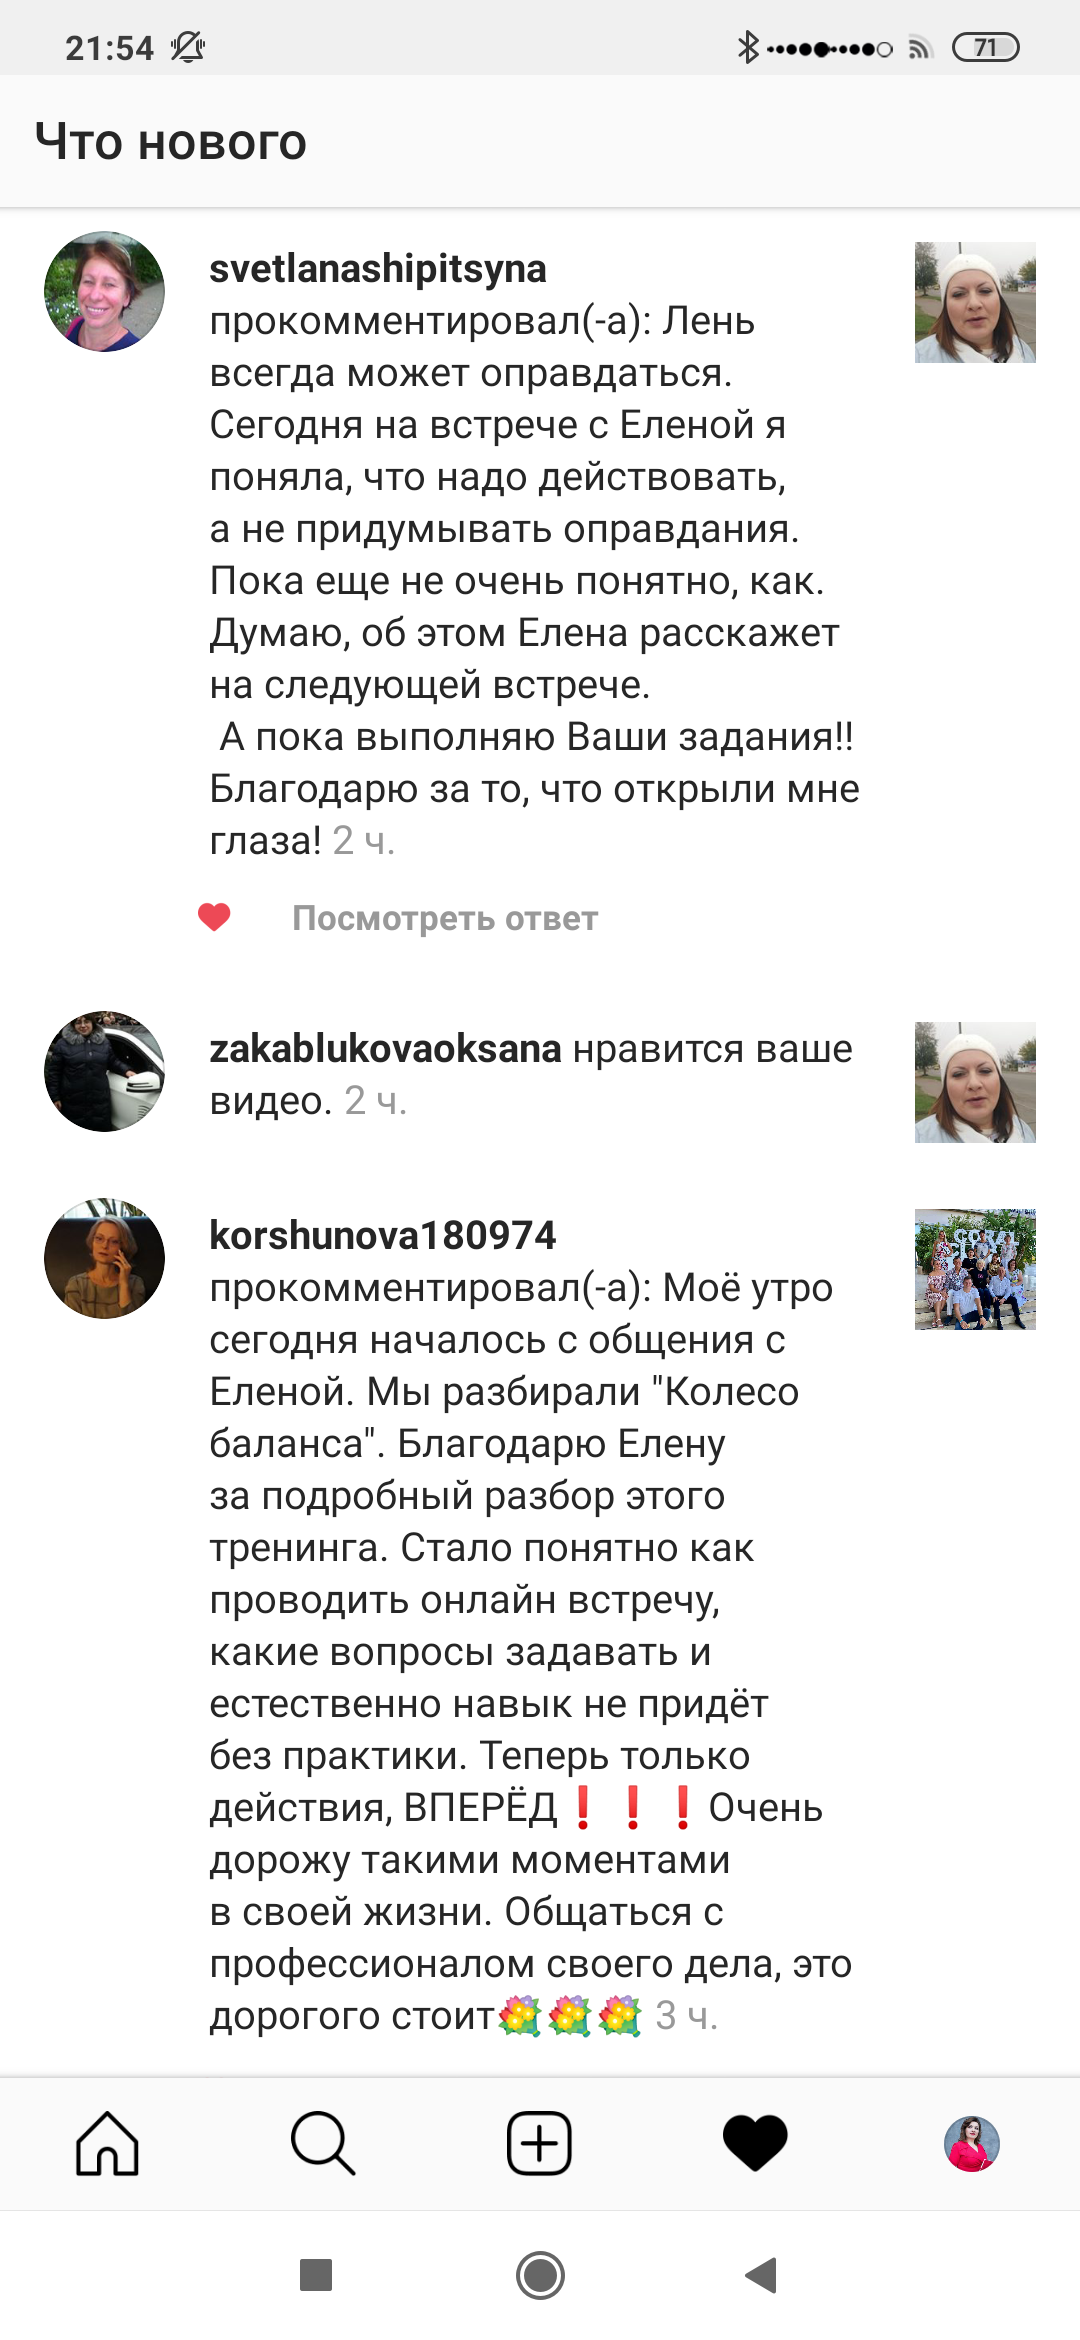 21:54
71
Что нового
svetlanashipitsyna
прокомментировал(-а): Лень
всегда может оправдаться.
Сегодня на встрече с Еленой я
поняла, что надо действовать,
а не придумывать оправдания.
Пока еще не очень понятно, как.
Думаю, об этом Елена расскажет
на следующей встрече.
А пока выполняю Ваши задания!!
Благодарю за то, что открыли мне
глаза! 2 ч.
Посмотреть ответ
zakablukovaoksana нравится ваше
видео. 2 ч.
korshunova180974
CORAL
CLUB
прокомментировал(-а): Моё утро
сегодня началось с общения с
Еленой. Мы разбирали "Колесо
баланса". Благодарю Елену
за подробный разбор этого
тренинга. Стало понятно как
проводить онлайн встречу,
какие вопросы задавать и
естественно навык не придёт
без практики. Теперь только
действия, ВПЕРЁД❗❗❗Очень
дорожу такими моментами
в своей жизни. Общаться с
профессионалом своего дела, это
дорогого стоит💐💐💐 3 ч.